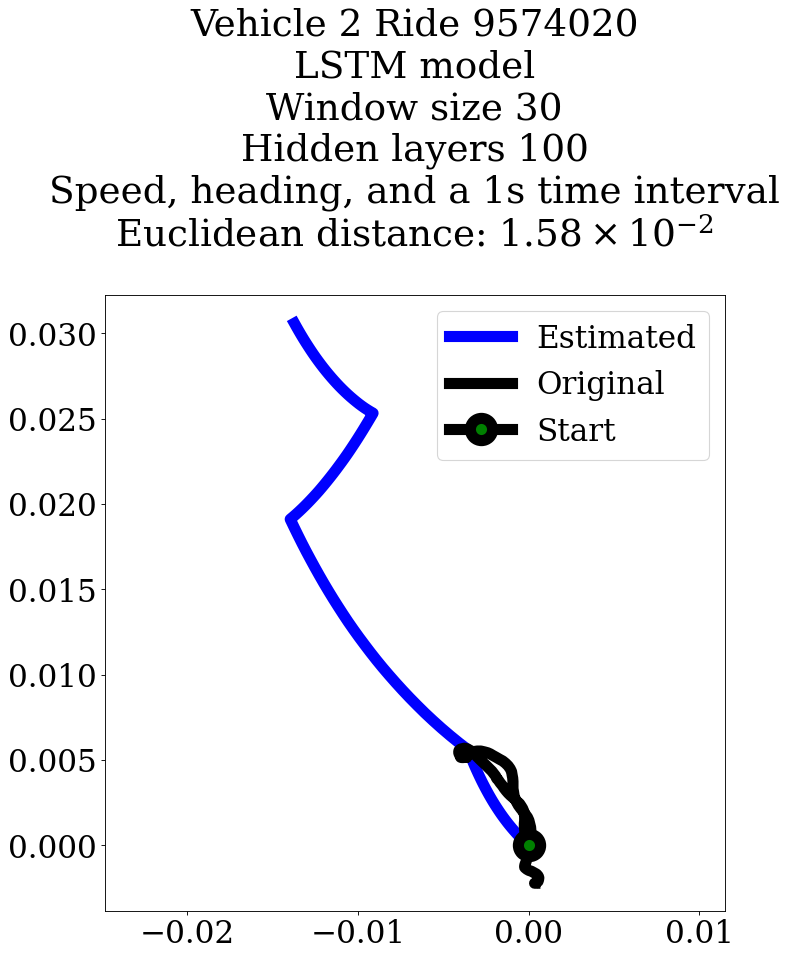 Vehicle 2 Ride 9574020
LSTM model
Window size 30
Hidden layers 100
Speed, heading, and a 1s time interval
Euclidean distance: 1.58 × 10⁻²
Estimated
Original
Start
0.030
0.025
0.020
0.015
0.010
0.005
0.000
−0.02
−0.01
0.00
0.01